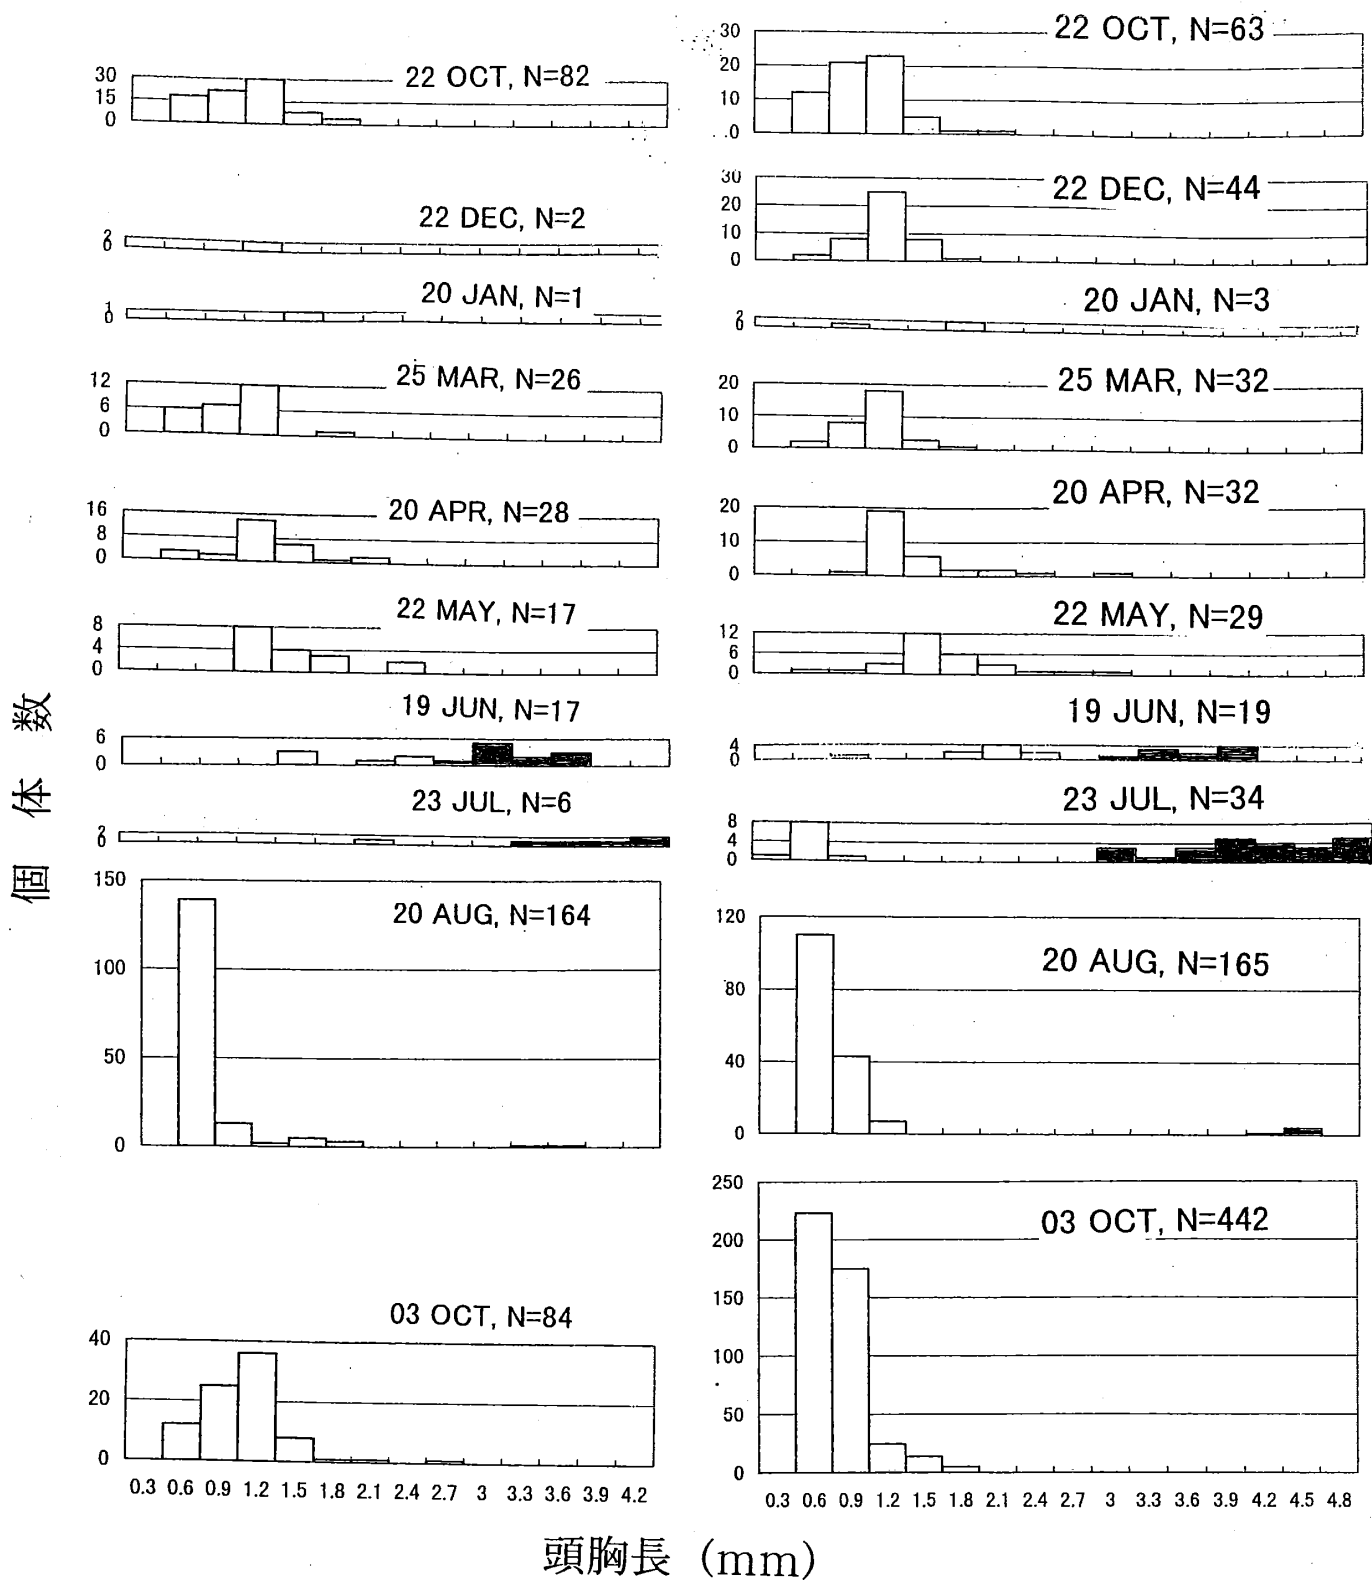 22 OCT, N=82
30
15
0
22 DEC, N=2
2
0
20 JAN, N=1
1
0
25 MAR, N=26
12
6
0
20 APR, N=28
16
8
0
22 MAY, N=17
8
4
0
19 JUN, N=17
6
0
23 JUL, N=6
2
0
20 AUG, N=164
150
100
50
0
03 OCT, N=84
40
20
0
0.3 0.6 0.9 1.2 1.5 1.8 2.1 2.4 2.7 3 3.3 3.6 3.9 4.2
22 OCT, N=63
30
20
10
0
22 DEC, N=44
30
20
10
0
20 JAN, N=3
2
0
25 MAR, N=32
20
10
0
20 APR, N=32
20
10
0
22 MAY, N=29
12
6
0
19 JUN, N=19
4
0
23 JUL, N=34
8
4
0
20 AUG, N=165
120
80
40
0
03 OCT, N=442
250
200
150
100
50
0
0.3 0.6 0.9 1.2 1.5 1.8 2.1 2.4 2.7 3 3.3 3.6 3.9 4.2 4.5 4.8
個体数
頭胸長 (mm)